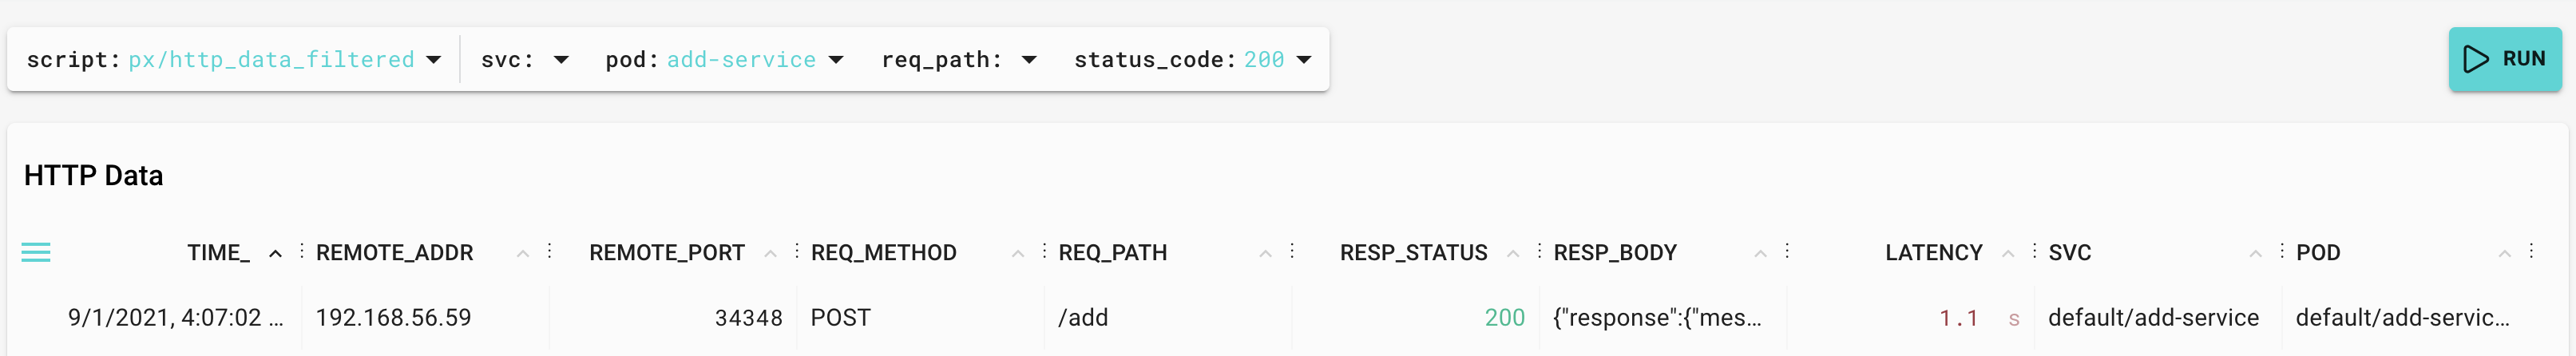 script: px/http_data_filtered svc: pod: add-service req_path: status_code: 200 RUN
HTTP Data
TIME_ REMOTE_ADDR REMOTE_PORT REQ_METHOD REQ_PATH RESP_STATUS RESP_BODY LATENCY SVC POD
9/1/2021, 4:07:02 ... 192.168.56.59 34348 POST /add 200 {"response":{"mes... 1.1 s default/add-service default/add-servic...